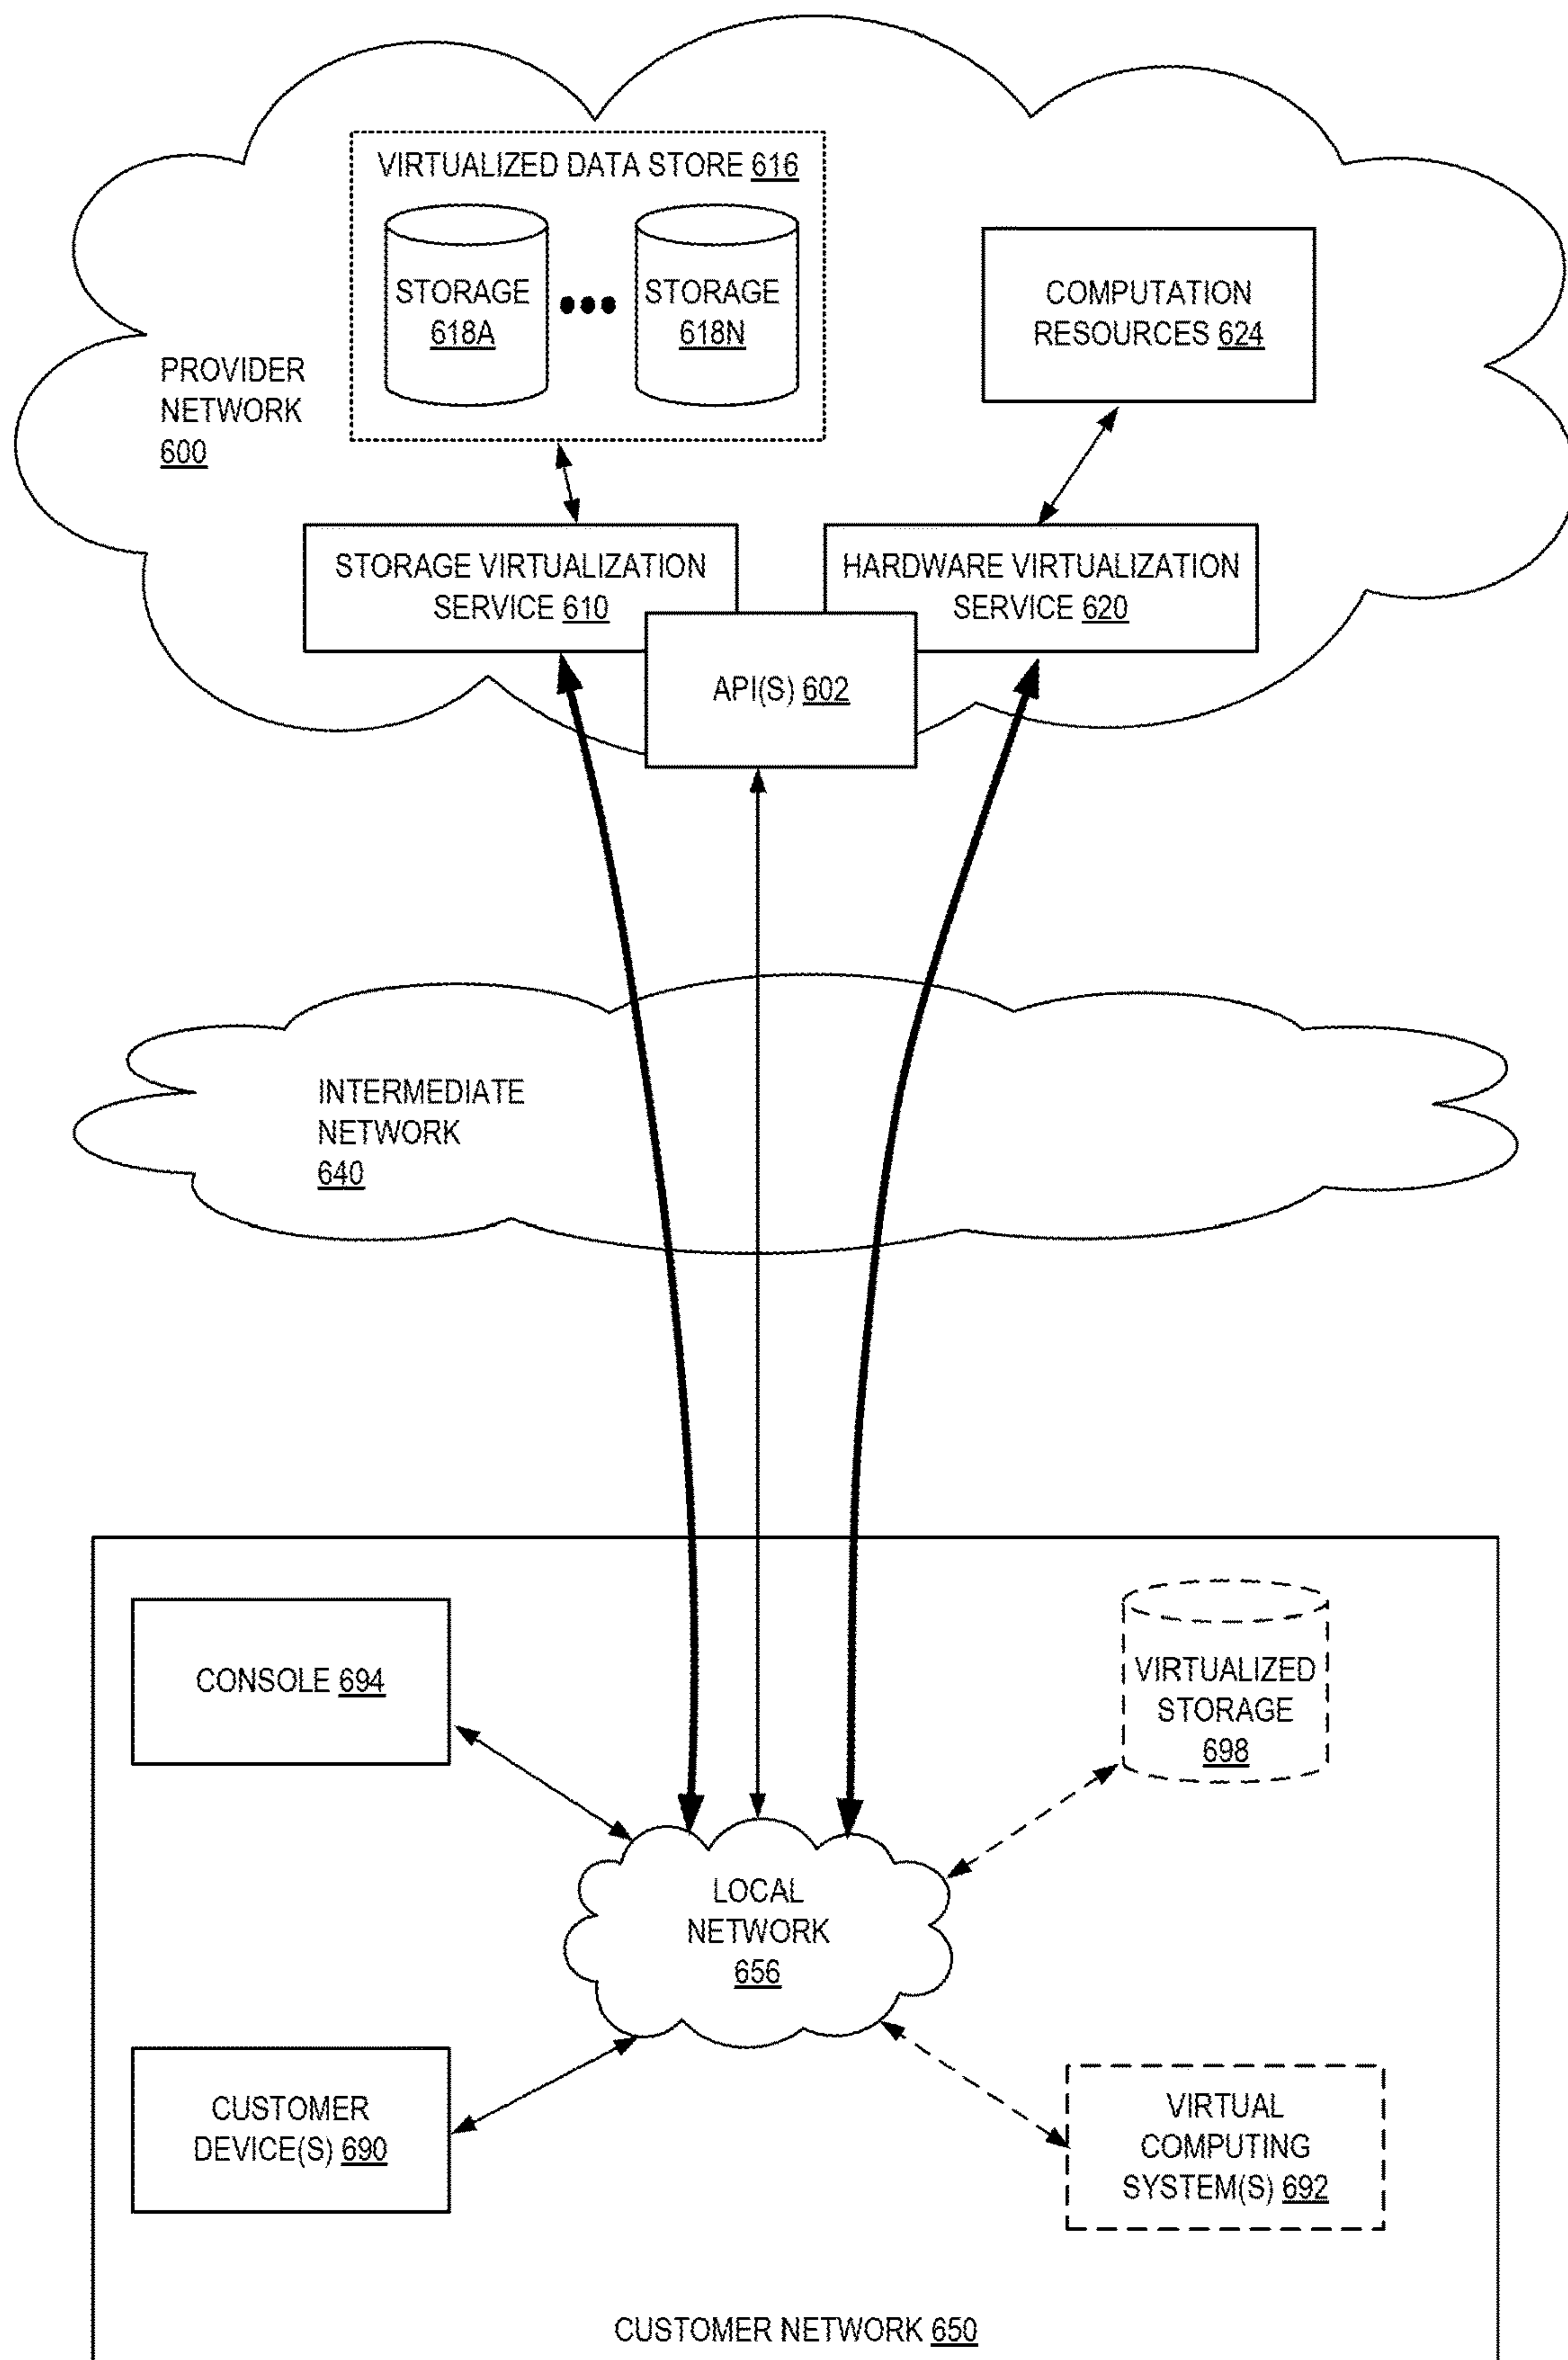 VIRTUALIZED DATA STORE 616
STORAGE
618A
STORAGE
618N
COMPUTATION
RESOURCES 624
PROVIDER
NETWORK
600
STORAGE VIRTUALIZATION
SERVICE 610
HARDWARE VIRTUALIZATION
SERVICE 620
API(S) 602
INTERMEDIATE
NETWORK
640
CONSOLE 694
VIRTUALIZED
STORAGE
698
LOCAL
NETWORK
656
CUSTOMER
DEVICE(S) 690
VIRTUAL
COMPUTING
SYSTEM(S) 692
CUSTOMER NETWORK 650